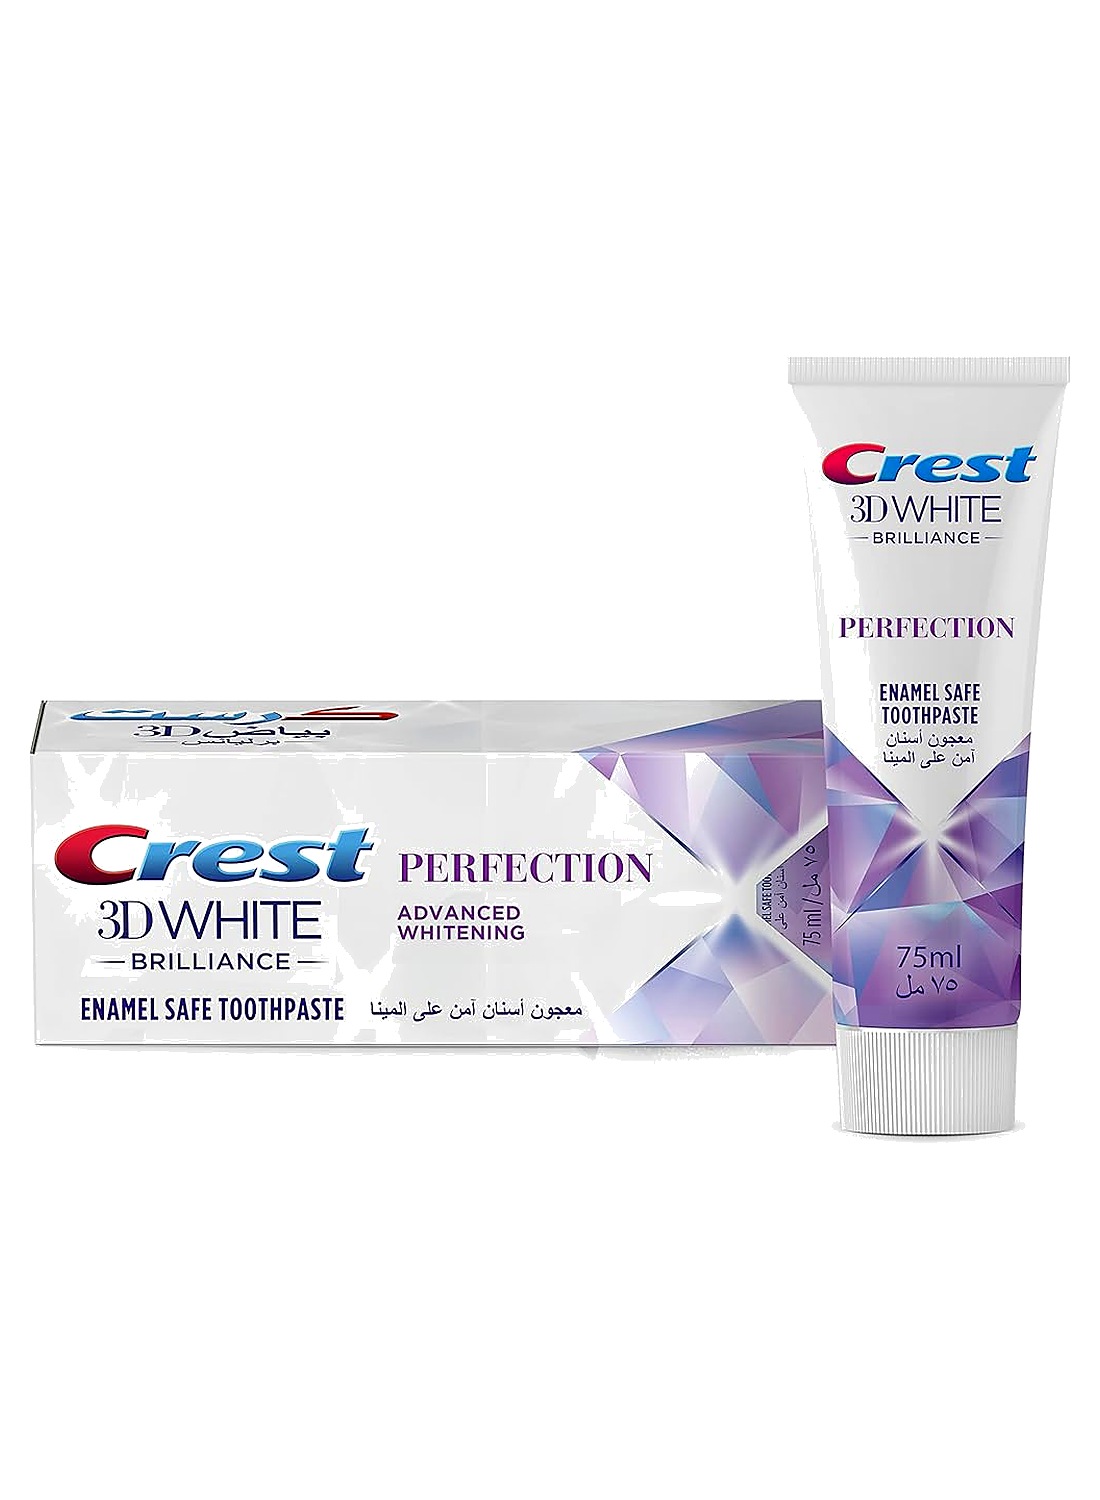 كرست
3D بياض
بريليانس
Crest
3D WHITE
BRILLIANCE
PERFECTION
ADVANCED
WHITENING
ENAMEL SAFE TOOTHPASTE معجون أسنان آمن على المينا
75 ml / ٧٥ مل
Crest
3D WHITE
BRILLIANCE
PERFECTION
ENAMEL SAFE
TOOTHPASTE
معجون أسنان
آمن على المينا
75ml
٧٥ مل